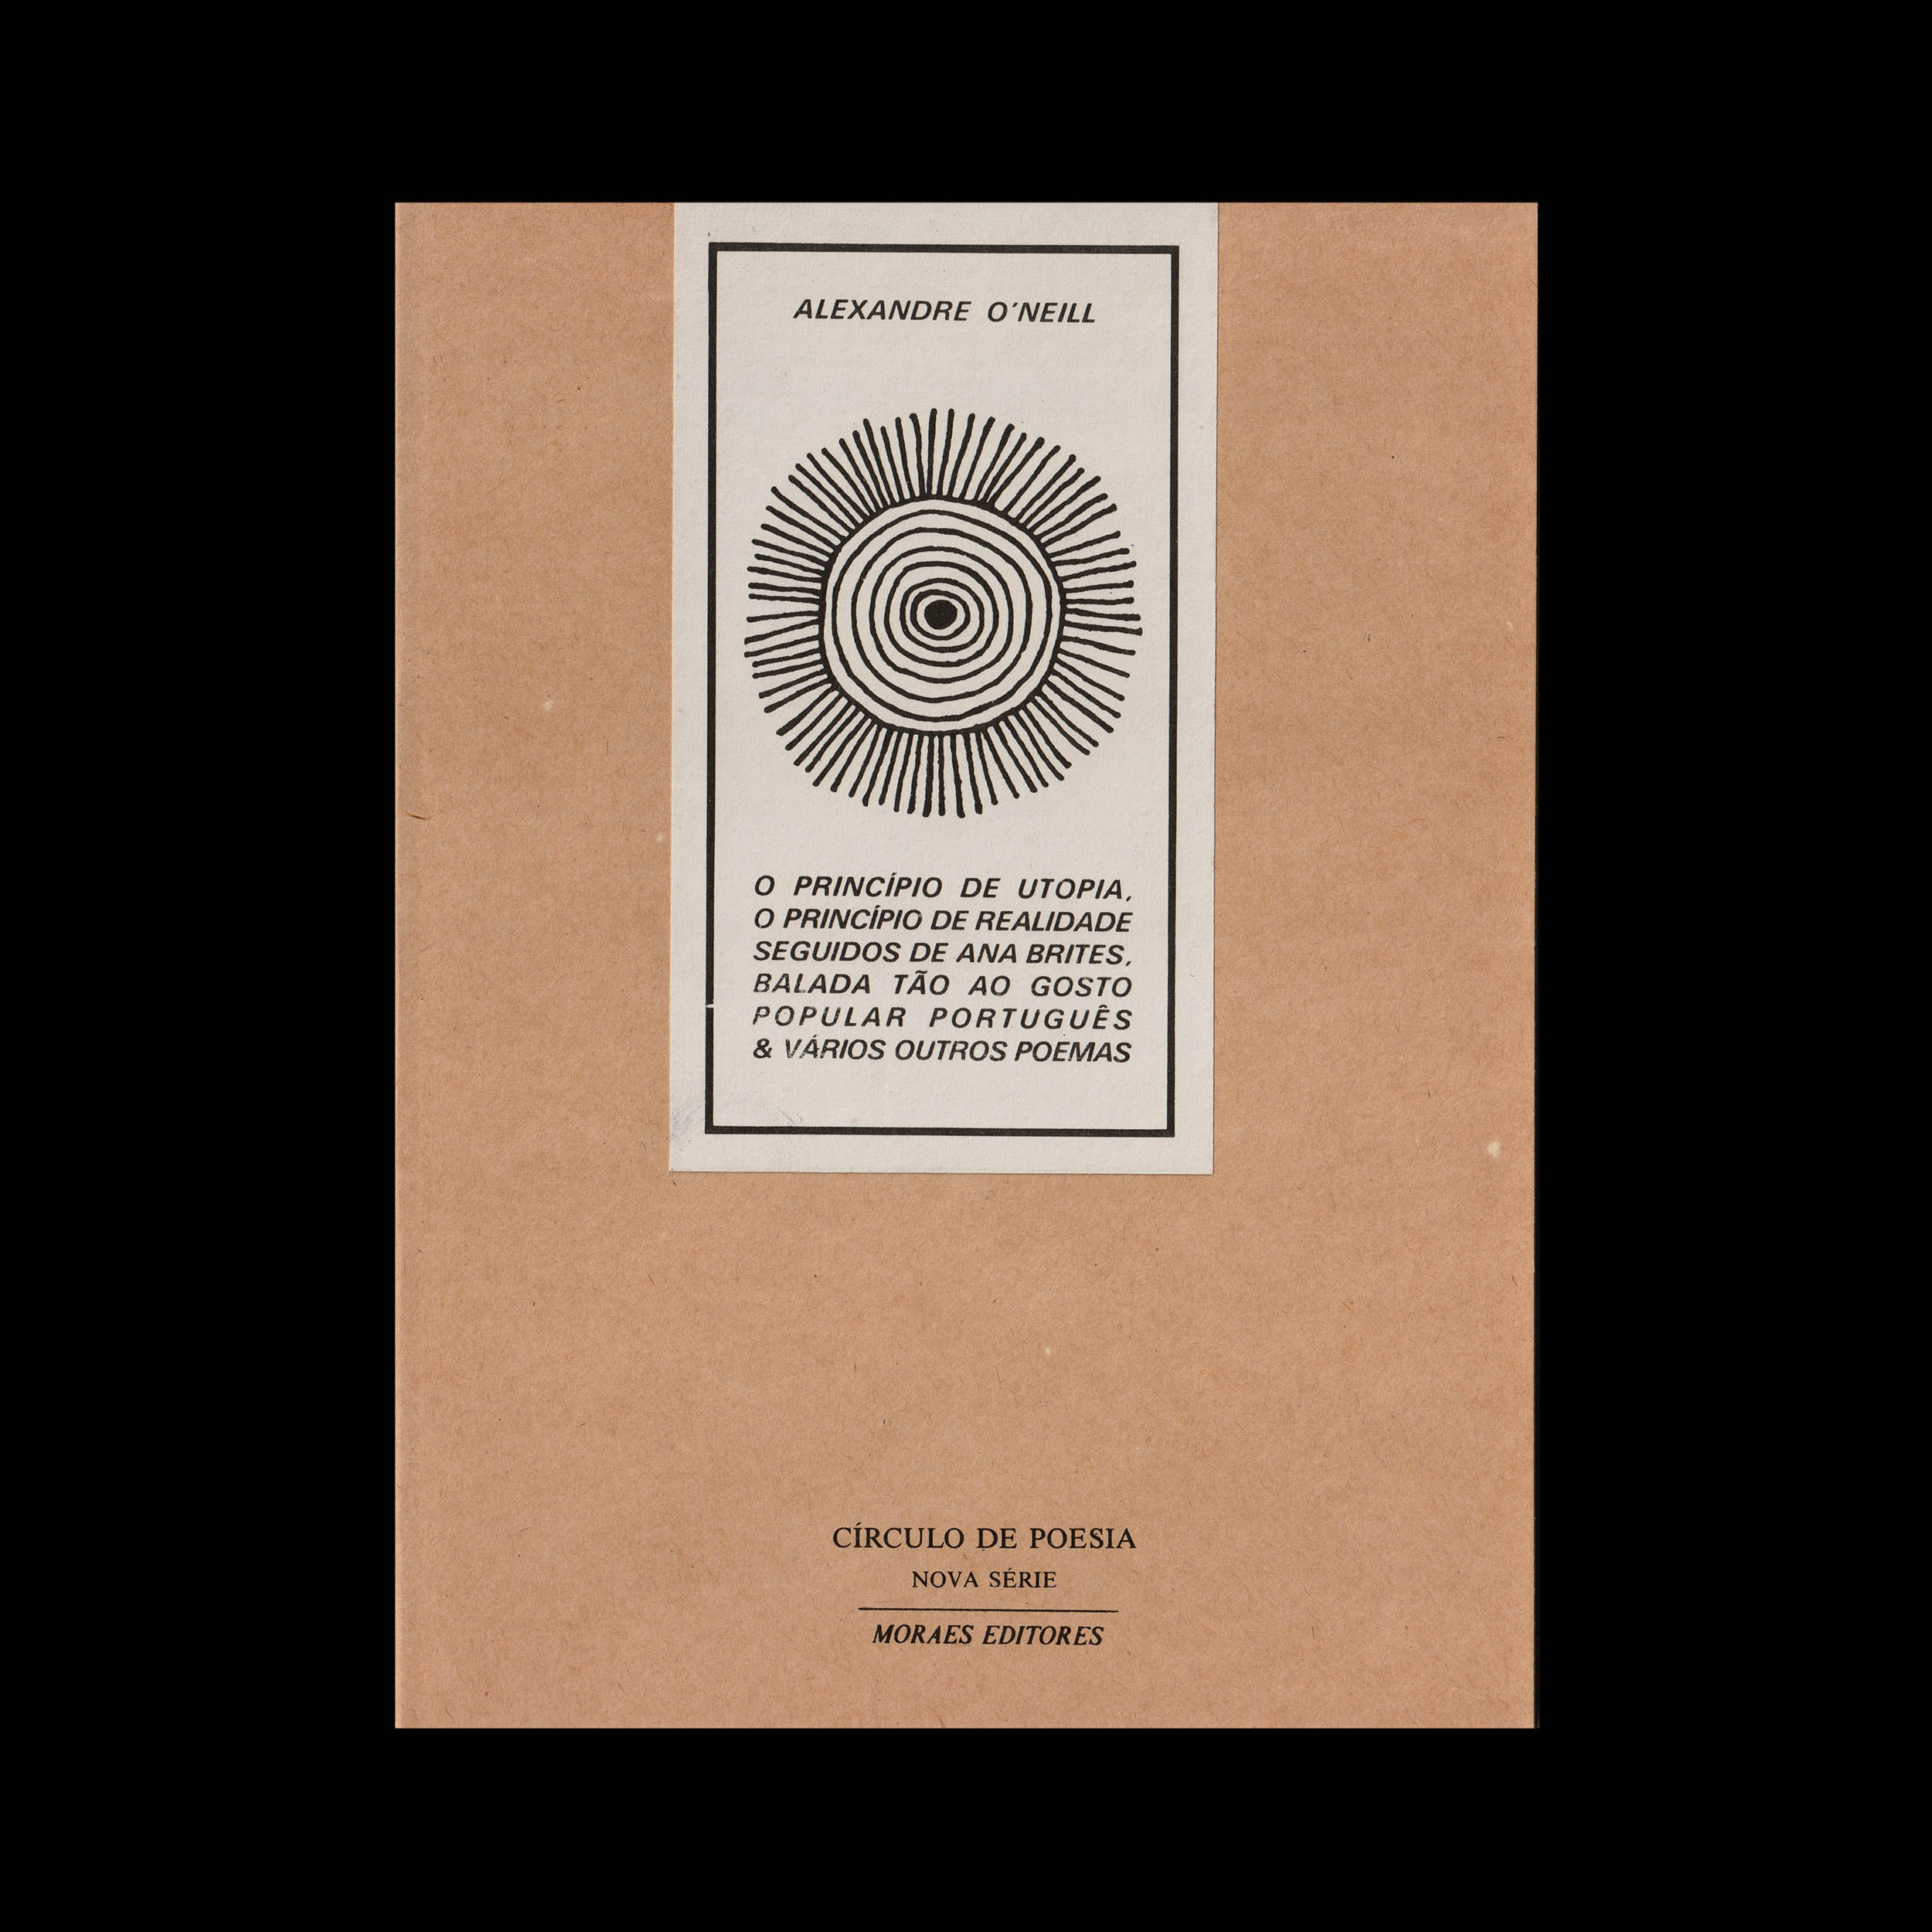 ALEXANDRE O´NEILL
O PRINCÍPIO DE UTOPIA,
O PRINCÍPIO DE REALIDADE
SEGUIDOS DE ANA BRITES,
BALADA TÃO AO GOSTO
POPULAR PORTUGUÊS
& VÁRIOS OUTROS POEMAS
CÍRCULO DE POESIA
NOVA SÉRIE
MORAES EDITORES